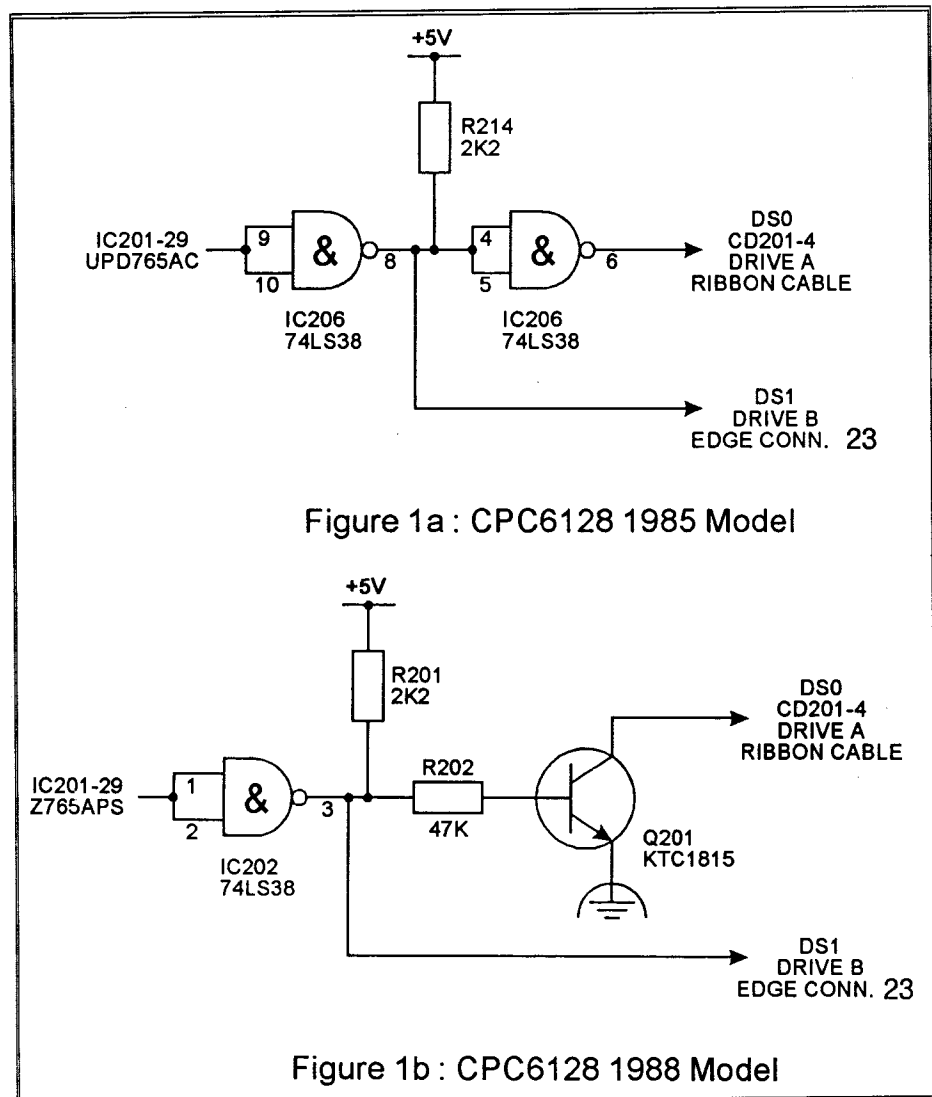 +5V
R214
2K2
IC201-29
UPD765AC
9
10
&
8
IC206
74LS38
4
5
&
6
IC206
74LS38
DS0
CD201-4
DRIVE A
RIBBON CABLE
DS1
DRIVE B
EDGE CONN. 23
Figure 1a : CPC6128 1985 Model
+5V
R201
2K2
IC201-29
Z765APS
1
2
&
3
IC202
74LS38
R202
47K
Q201
KTC1815
DS0
CD201-4
DRIVE A
RIBBON CABLE
DS1
DRIVE B
EDGE CONN. 23
Figure 1b : CPC6128 1988 Model